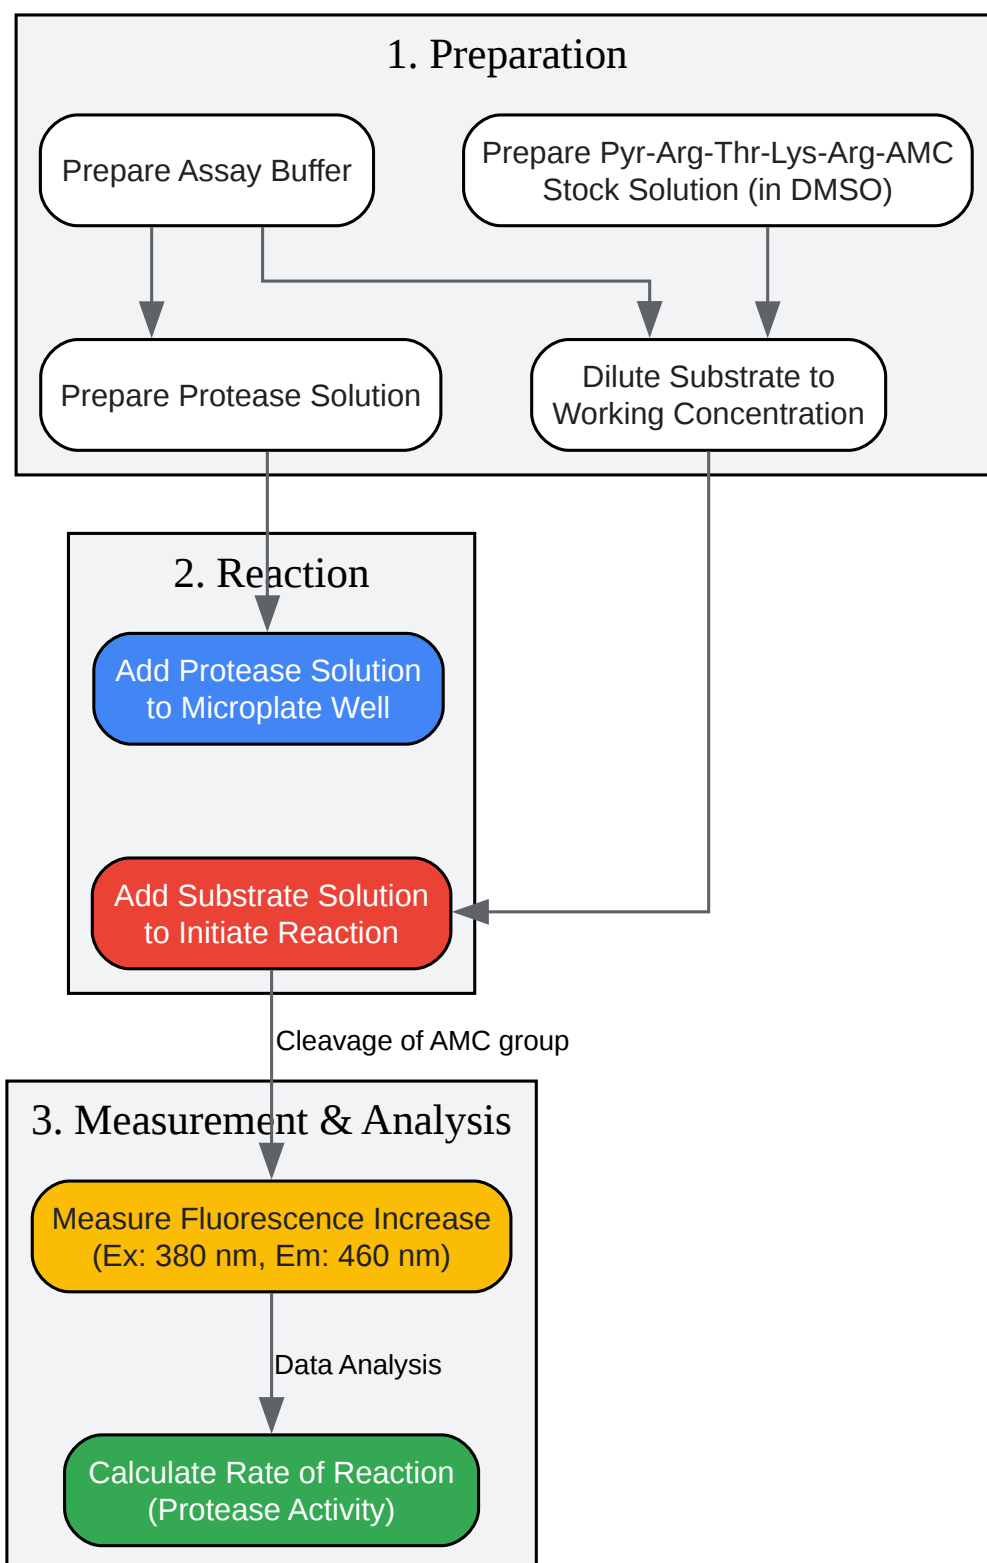 1. Preparation
Prepare Assay Buffer
Prepare Pyr-Arg-Thr-Lys-Arg-AMC
Stock Solution (in DMSO)
Prepare Protease Solution
Dilute Substrate to
Working Concentration
2. Reaction
Add Protease Solution
to Microplate Well
Add Substrate Solution
to Initiate Reaction
Cleavage of AMC group
3. Measurement & Analysis
Measure Fluorescence Increase
(Ex: 380 nm, Em: 460 nm)
Data Analysis
Calculate Rate of Reaction
(Protease Activity)